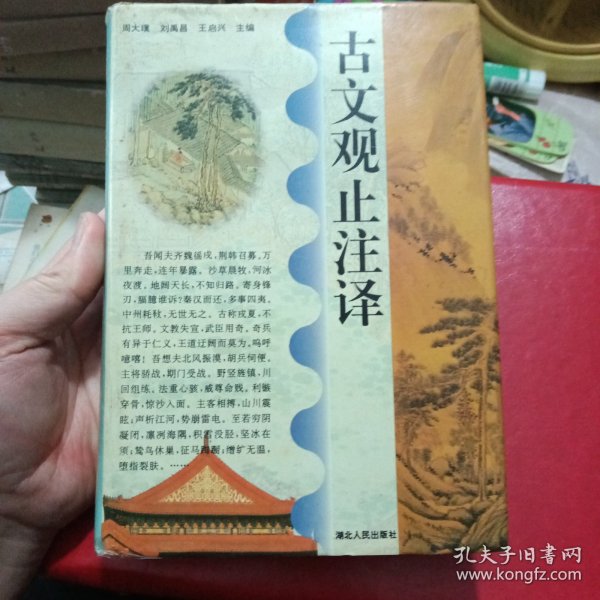 周大璞 刘禹昌 王启兴 主编
古文观止注译
吾闻夫齐魏徭戍,荆韩召募。万
里奔走,连年暴露。沙草晨牧,河冰
夜渡。地阔天长,不知归路。寄身锋
刃,腷臆谁诉?秦汉而还,多事四夷。
中州耗斁,无世无之。古称戎夏,不
抗王师。文教失宣,武臣用奇。奇兵
有异于仁义,王道迂阔而莫为。呜呼
噫嘻!吾想夫北风振漠,胡兵伺便。
主将骄敌,期门受战。野竖旌旗,川
回组练。法重心骇,威尊命贱。利镞
穿骨,惊沙入面。主客相搏,山川震
眩;声析江河,势崩雷电。至若穷阴
凝闭,凛冽海隅,积雪没胫,坚冰在
须;鸷鸟休巢,征马踟蹰;缯纩无温,
堕指裂肤。……
湖北人民出版社
孔夫子旧书网
www.kongfz.com